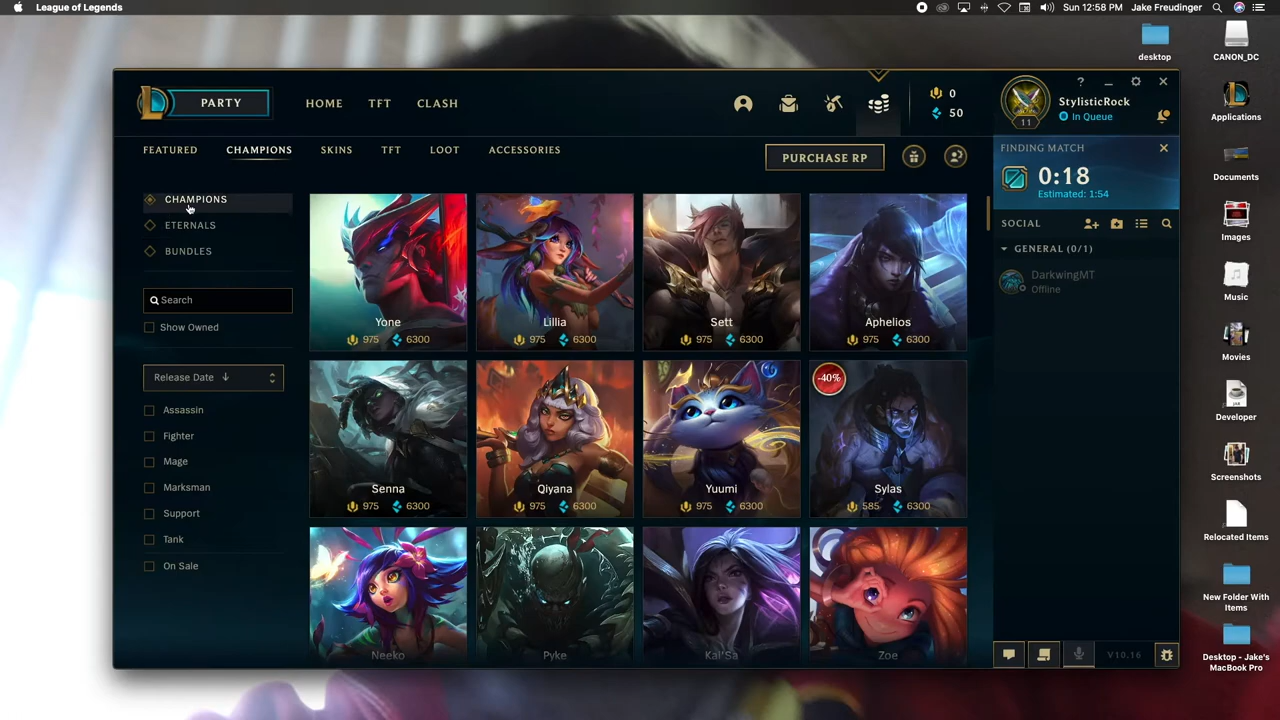 League of Legends
Sun 12:58 PM Jake Freudinger
PARTY
HOME TFT CLASH
0
50
?
StylisticRock
In Queue
11
FEATURED CHAMPIONS SKINS TFT LOOT ACCESSORIES
PURCHASE RP
FINDING MATCH
0:18
Estimated: 1:54
SOCIAL
GENERAL (0/1)
DarkwingMT
Offline
CHAMPIONS
ETERNALS
BUNDLES
Search
Show Owned
Release Date ↓
Assassin
Fighter
Mage
Marksman
Support
Tank
On Sale
Yone
975 6300
Lillia
975 6300
Sett
975 6300
Aphelios
975 6300
Senna
975 6300
Qiyana
975 6300
Yuumi
975 6300
-40%
Sylas
585 6300
Neeko
Pyke
Kai'Sa
Zoe
V10.16
desktop
CANON_DC
Applications
Documents
Images
Music
Movies
Developer
Screenshots
Relocated Items
New Folder With
Items
Desktop - Jake's
MacBook Pro